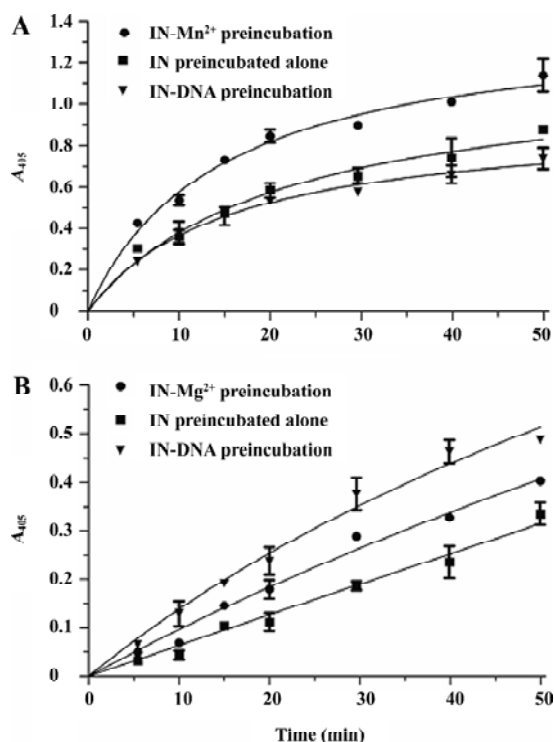 A
IN-Mn²⁺ preincubation
IN preincubated alone
IN-DNA preincubation
1.4
1.2
1.0
0.8
0.6
0.4
0.2
0
A₄₀₅
0 10 20 30 40 50
B
IN-Mg²⁺ preincubation
IN preincubated alone
IN-DNA preincubation
0.6
0.5
0.4
0.3
0.2
0.1
0
A₄₀₅
0 10 20 30 40 50
Time (min)